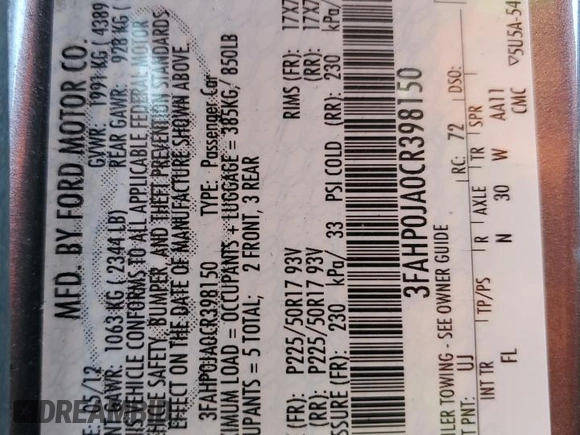 MFD. BY FORD MOTOR CO.
5/12 GVWR: 1991 KG ( 4389
GAWR: 1063 KG ( 2344 LB) REAR GAWR: 928 KG (
VEHICLE CONFORMS TO ALL APPLICABLE FEDERAL MOTOR
VEHICLE SAFETY, BUMPER, AND THEFT PREVENTION STANDARDS
EFFECT ON THE DATE OF MANUFACTURE SHOWN ABOVE.
3FAHP0JA0CR398150 TYPE: Passenger Car
XIMUM LOAD = OCCUPANTS + LUGGAGE = 385KG/ 850LB
UPANTS = 5 TOTAL; 2 FRONT, 3 REAR
(FR): P225/50R17 93V RIMS (FR): 17X7
(RR): P225/50R17 93V (RR): 17X7
SSURE (FR): 230 kPa/ 33 PSI COLD (RR): 230 kPa/
3FAHP0JA0CR398150
LER TOWING - SEE OWNER GUIDE
T PNT: UJ RC: 72 DSO:
INT TR TP/PS R AXLE TR SPR
FL N 30 W AA11
CMC ▽5U5A-54
DREAMBI